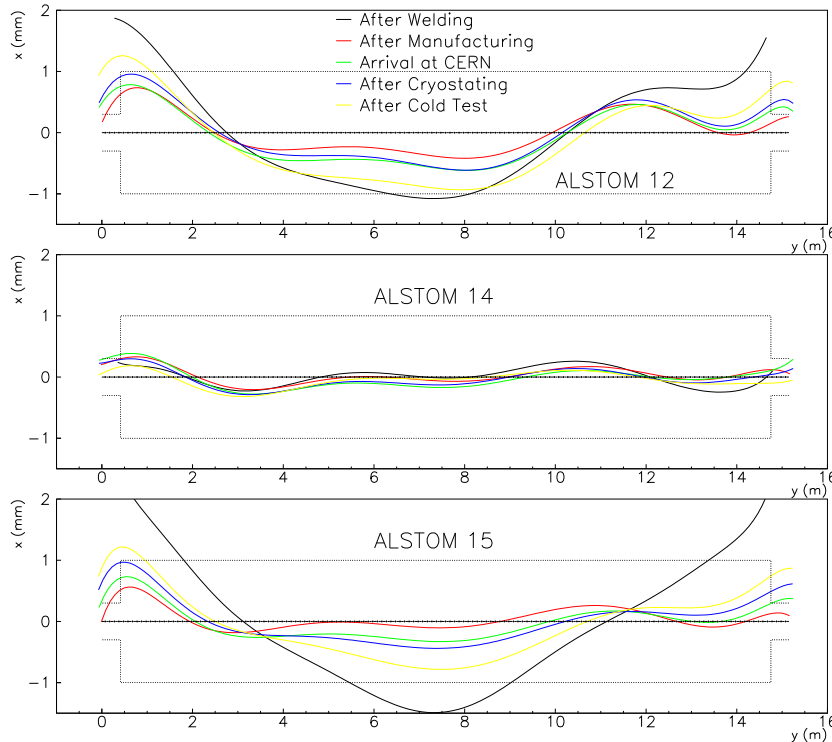 x (mm)
2
1
0
−1
After Welding
After Manufacturing
Arrival at CERN
After Cryostating
After Cold Test
ALSTOM 12
0 2 4 6 8 10 12 14 16
y (m)
x (mm)
2
1
0
−1
ALSTOM 14
0 2 4 6 8 10 12 14 16
y (m)
x (mm)
2
1
0
−1
ALSTOM 15
0 2 4 6 8 10 12 14 16
y (m)